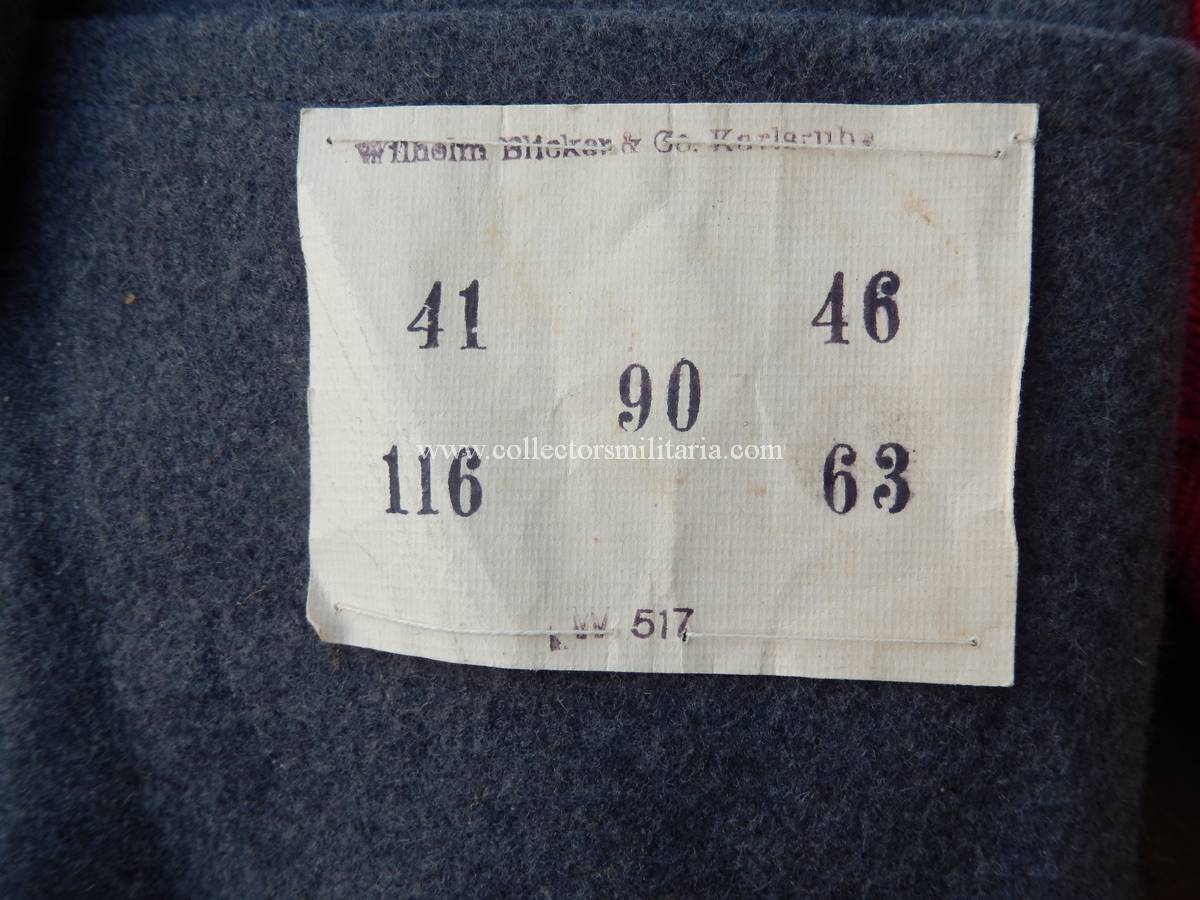 Wilhelm Blicker & Co. Karlsruhe
41 46
90
116 63
www.collectorsmilitaria.com
W 517